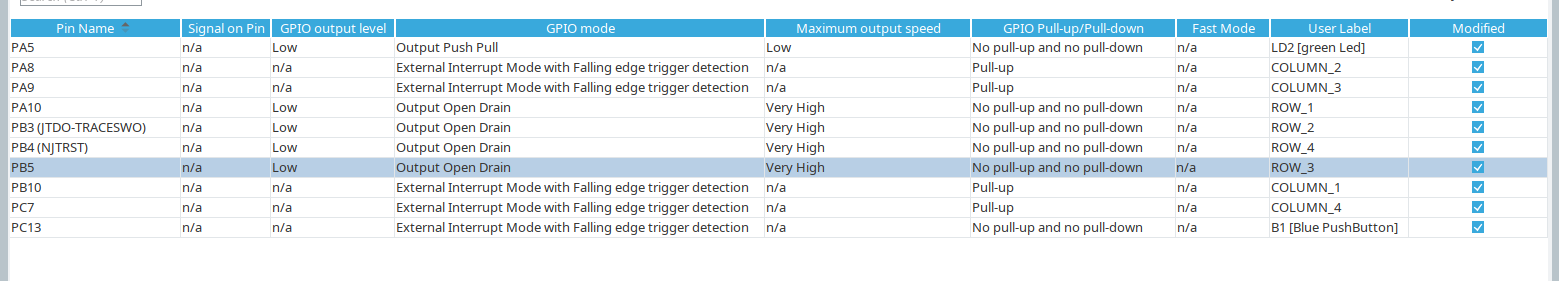 Pin Name Signal on Pin GPIO output level GPIO mode Maximum output speed GPIO Pull-up/Pull-down Fast Mode User Label Modified
PA5 n/a Low Output Push Pull Low No pull-up and no pull-down n/a LD2 [green Led]
PA8 n/a n/a External Interrupt Mode with Falling edge trigger detection n/a Pull-up n/a COLUMN_2
PA9 n/a n/a External Interrupt Mode with Falling edge trigger detection n/a Pull-up n/a COLUMN_3
PA10 n/a Low Output Open Drain Very High No pull-up and no pull-down n/a ROW_1
PB3 (JTDO-TRACESWO) n/a Low Output Open Drain Very High No pull-up and no pull-down n/a ROW_2
PB4 (NJTRST) n/a Low Output Open Drain Very High No pull-up and no pull-down n/a ROW_4
PB5 n/a Low Output Open Drain Very High No pull-up and no pull-down n/a ROW_3
PB10 n/a n/a External Interrupt Mode with Falling edge trigger detection n/a Pull-up n/a COLUMN_1
PC7 n/a n/a External Interrupt Mode with Falling edge trigger detection n/a Pull-up n/a COLUMN_4
PC13 n/a n/a External Interrupt Mode with Falling edge trigger detection n/a No pull-up and no pull-down n/a B1 [Blue PushButton]